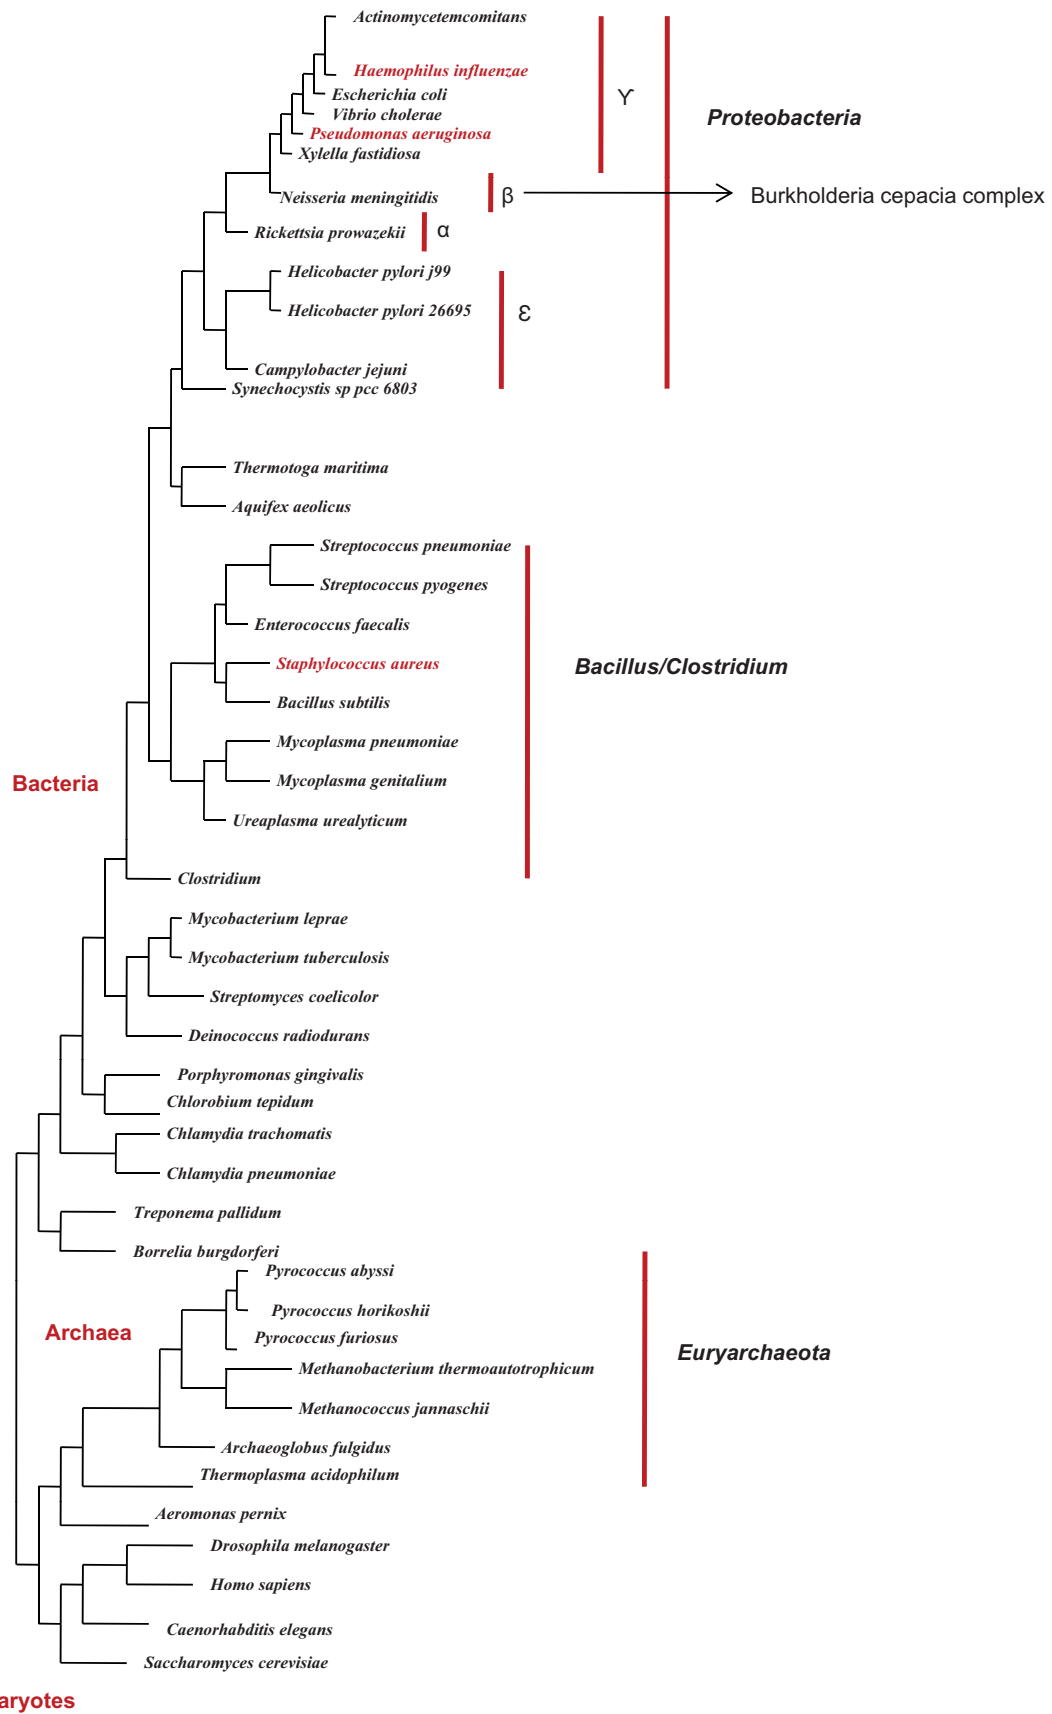 Actinomycetemcomitans
Haemophilus influenzae
Escherichia coli
ϒ
Vibrio cholerae
Proteobacteria
Pseudomonas aeruginosa
Xylella fastidiosa
Neisseria meningitidis
β
Burkholderia cepacia complex
Rickettsia prowazekii
α
Helicobacter pylori j99
Helicobacter pylori 26695
Ɛ
Campylobacter jejuni
Synechocystis sp pcc 6803
Thermotoga maritima
Aquifex aeolicus
Streptococcus pneumoniae
Streptococcus pyogenes
Enterococcus faecalis
Staphylococcus aureus
Bacillus/Clostridium
Bacillus subtilis
Mycoplasma pneumoniae
Mycoplasma genitalium
Bacteria
Ureaplasma urealyticum
Clostridium
Mycobacterium leprae
Mycobacterium tuberculosis
Streptomyces coelicolor
Deinococcus radiodurans
Porphyromonas gingivalis
Chlorobium tepidum
Chlamydia trachomatis
Chlamydia pneumoniae
Treponema pallidum
Borrelia burgdorferi
Pyrococcus abyssi
Pyrococcus horikoshii
Archaea
Pyrococcus furiosus
Euryarchaeota
Methanobacterium thermoautotrophicum
Methanococcus jannaschii
Archaeoglobus fulgidus
Thermoplasma acidophilum
Aeromonas pernix
Drosophila melanogaster
Homo sapiens
Caenorhabditis elegans
Saccharomyces cerevisiae
aryotes